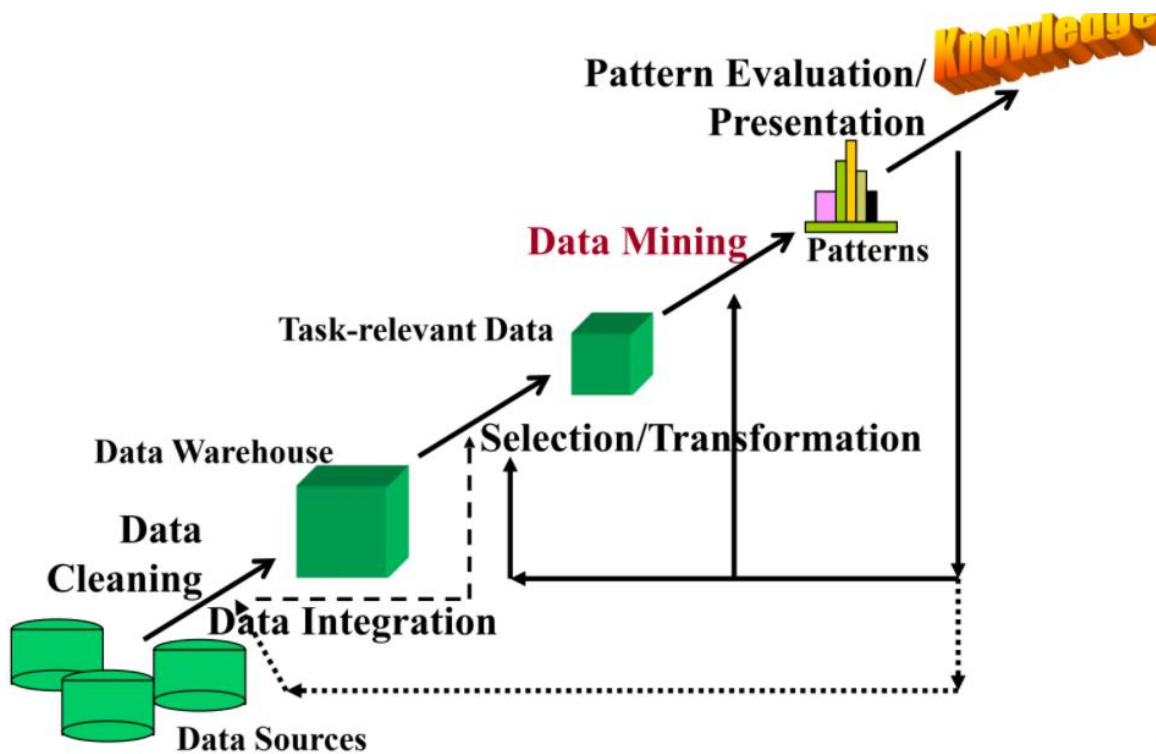 Knowledge
Pattern Evaluation/
Presentation
Data Mining
Patterns
Task-relevant Data
Selection/Transformation
Data Warehouse
Data
Cleaning
Data Integration
Data Sources